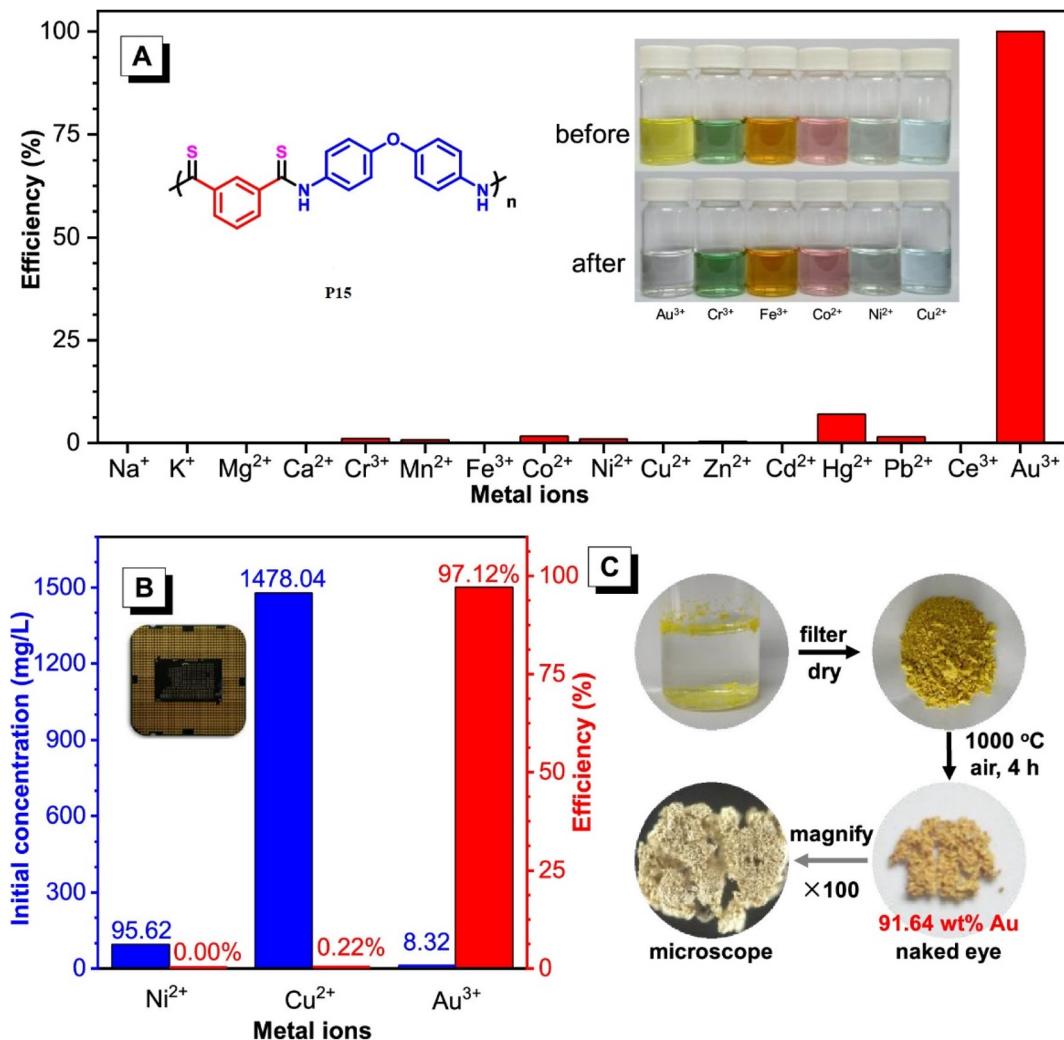 A
100
75
50
25
0
Efficiency (%)
S
S
O
N
H
N
H
n
P15
before
after
Au³⁺ Cr³⁺ Fe³⁺ Co²⁺ Ni²⁺ Cu²⁺
Na⁺ K⁺ Mg²⁺ Ca²⁺ Cr³⁺ Mn²⁺ Fe³⁺ Co²⁺ Ni²⁺ Cu²⁺ Zn²⁺ Cd²⁺ Hg²⁺ Pb²⁺ Ce³⁺ Au³⁺
Metal ions
B
1500
1200
900
600
300
0
Initial concentration (mg/L)
95.62
0.00%
1478.04
0.22%
8.32
97.12%
100
75
50
25
0
Efficiency (%)
Ni²⁺ Cu²⁺ Au³⁺
Metal ions
C
filter
dry
1000 °C
air, 4 h
magnify
×100
91.64 wt% Au
naked eye
microscope